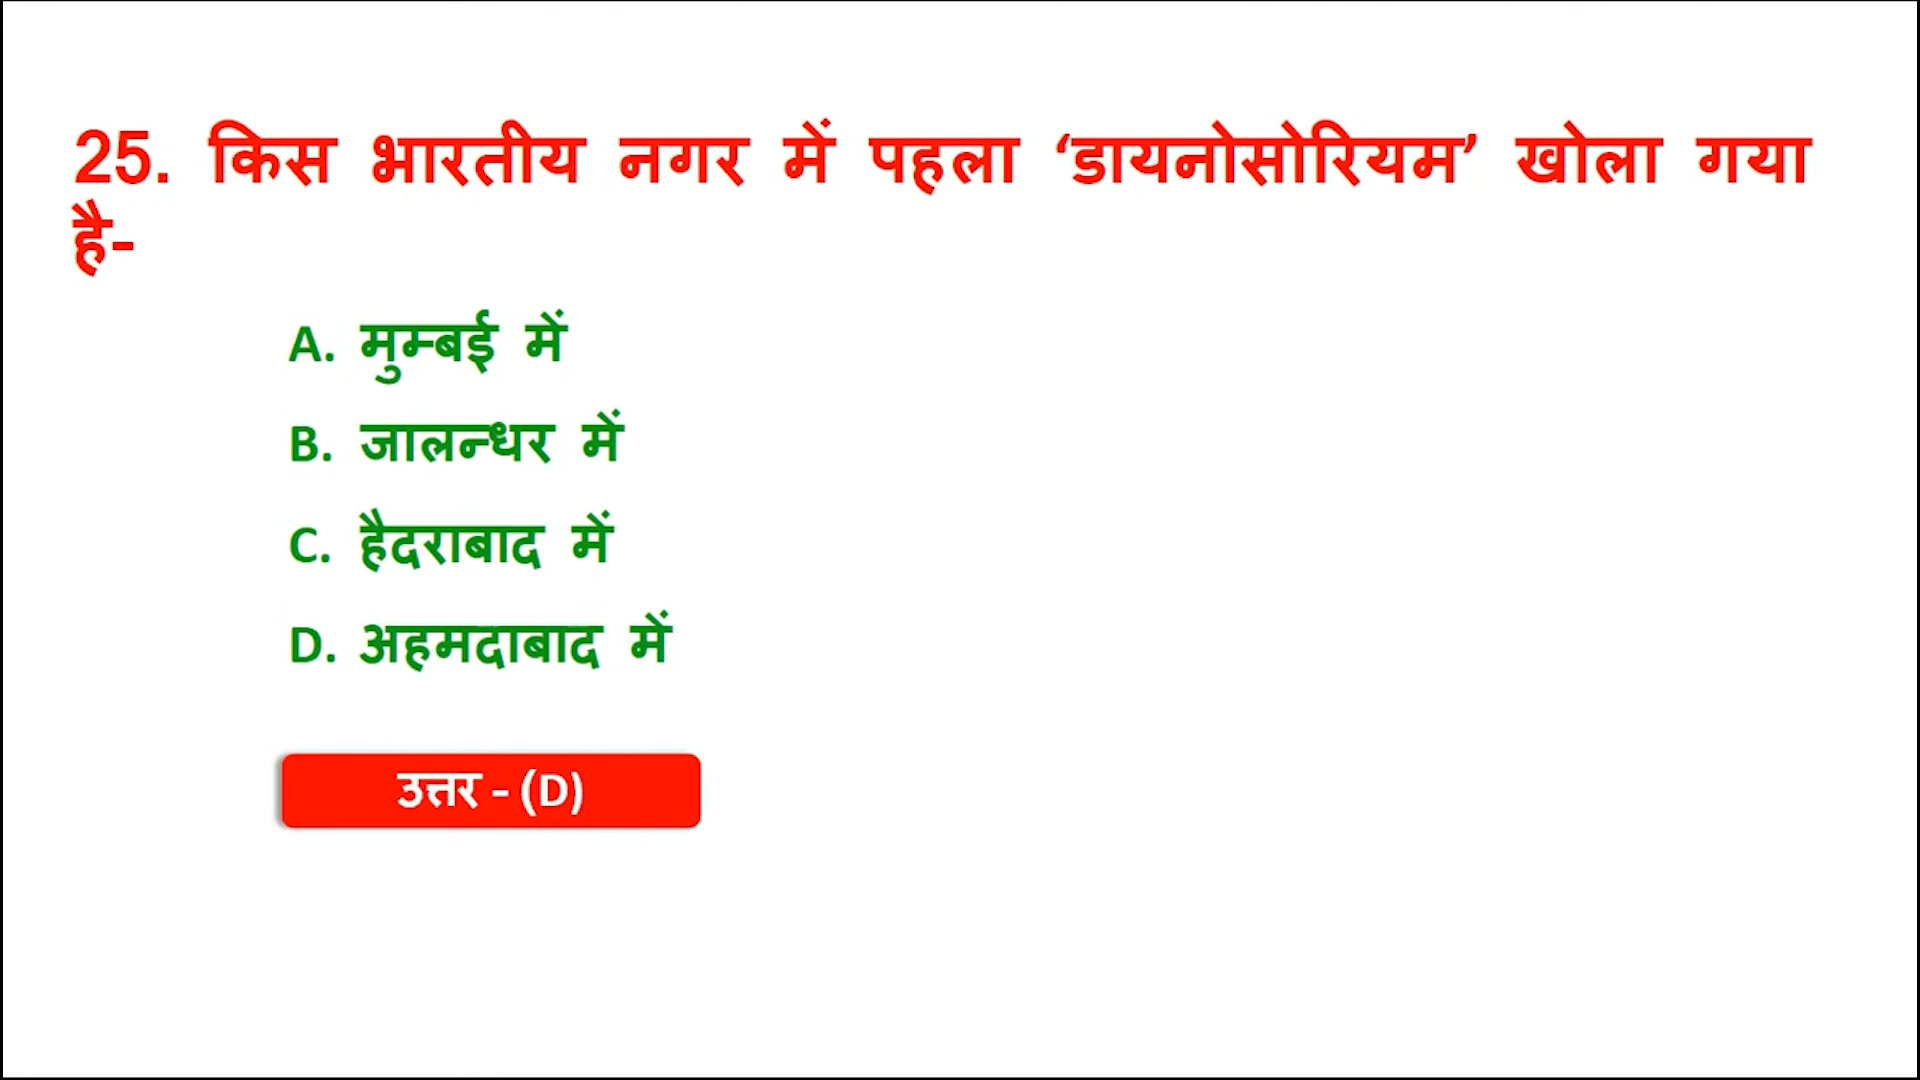 25. किस भारतीय नगर में पहला ‘डायनोसोरियम’ खोला गया
है-
A. मुम्बई में
B. जालन्धर में
C. हैदराबाद में
D. अहमदाबाद में
उत्तर - (D)